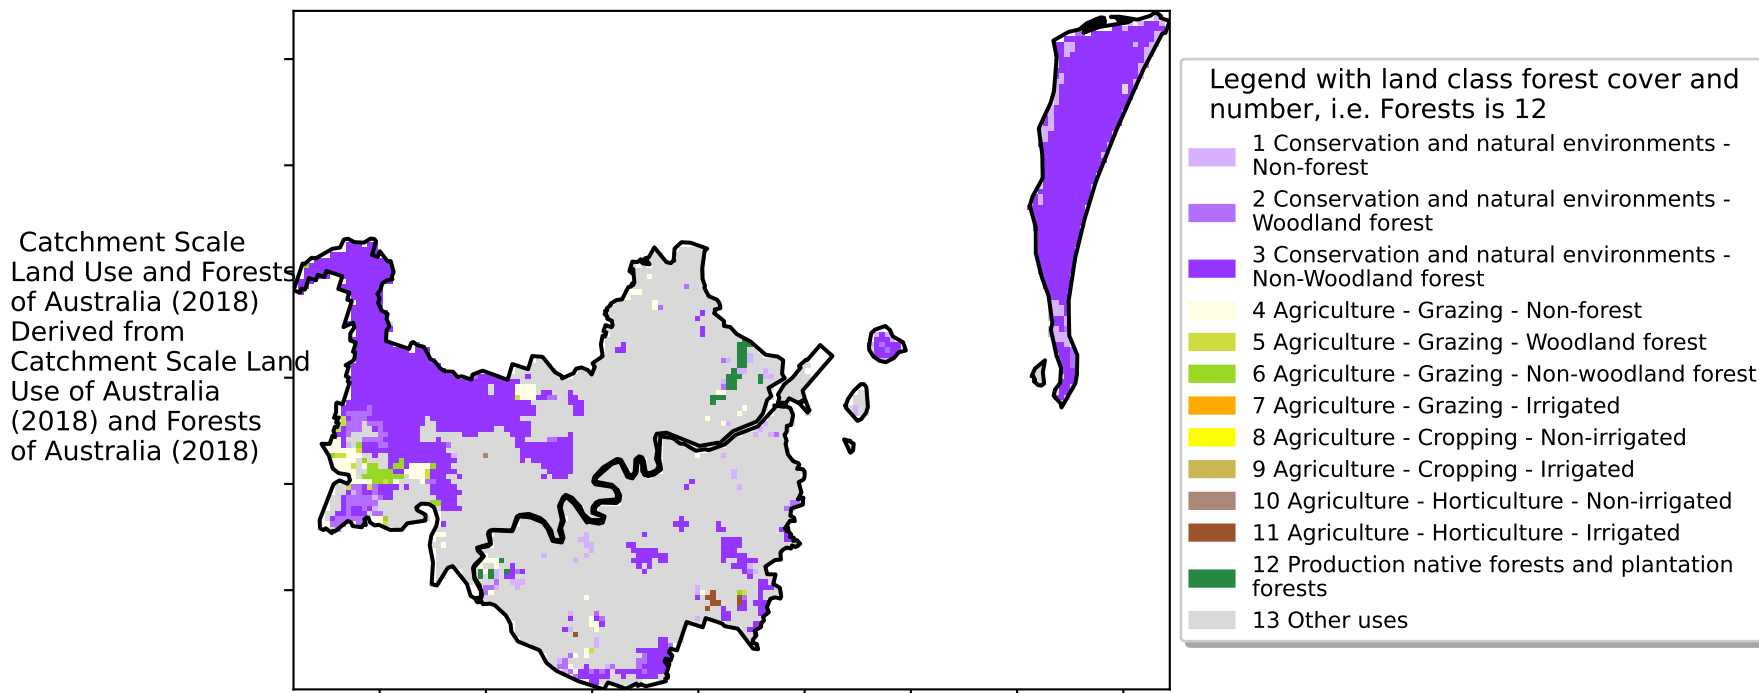 Catchment Scale
Land Use and Forests
of Australia (2018)
Derived from
Catchment Scale Land
Use of Australia
(2018) and Forests
of Australia (2018)
Legend with land class forest cover and
number, i.e. Forests is 12
1 Conservation and natural environments -
Non-forest
2 Conservation and natural environments -
Woodland forest
3 Conservation and natural environments -
Non-Woodland forest
4 Agriculture - Grazing - Non-forest
5 Agriculture - Grazing - Woodland forest
6 Agriculture - Grazing - Non-woodland forest
7 Agriculture - Grazing - Irrigated
8 Agriculture - Cropping - Non-irrigated
9 Agriculture - Cropping - Irrigated
10 Agriculture - Horticulture - Non-irrigated
11 Agriculture - Horticulture - Irrigated
12 Production native forests and plantation
forests
13 Other uses